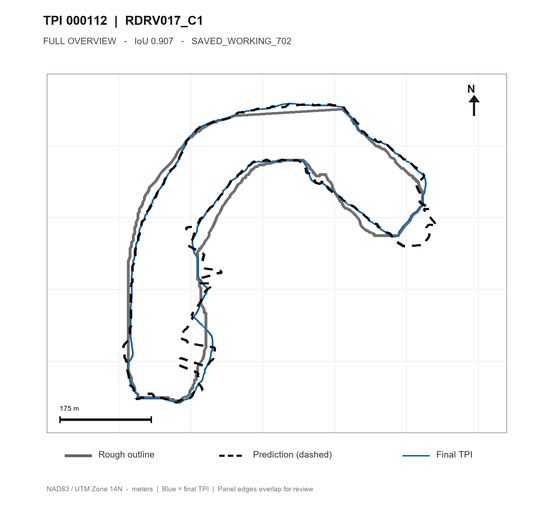 TPI 000112 | RDRV017_C1
FULL OVERVIEW - IoU 0.907 - SAVED_WORKING_702
N
175 m
Rough outline Prediction (dashed) Final TPI
NAD83 / UTM Zone 14N - meters | Blue = final TPI | Panel edges overlap for review